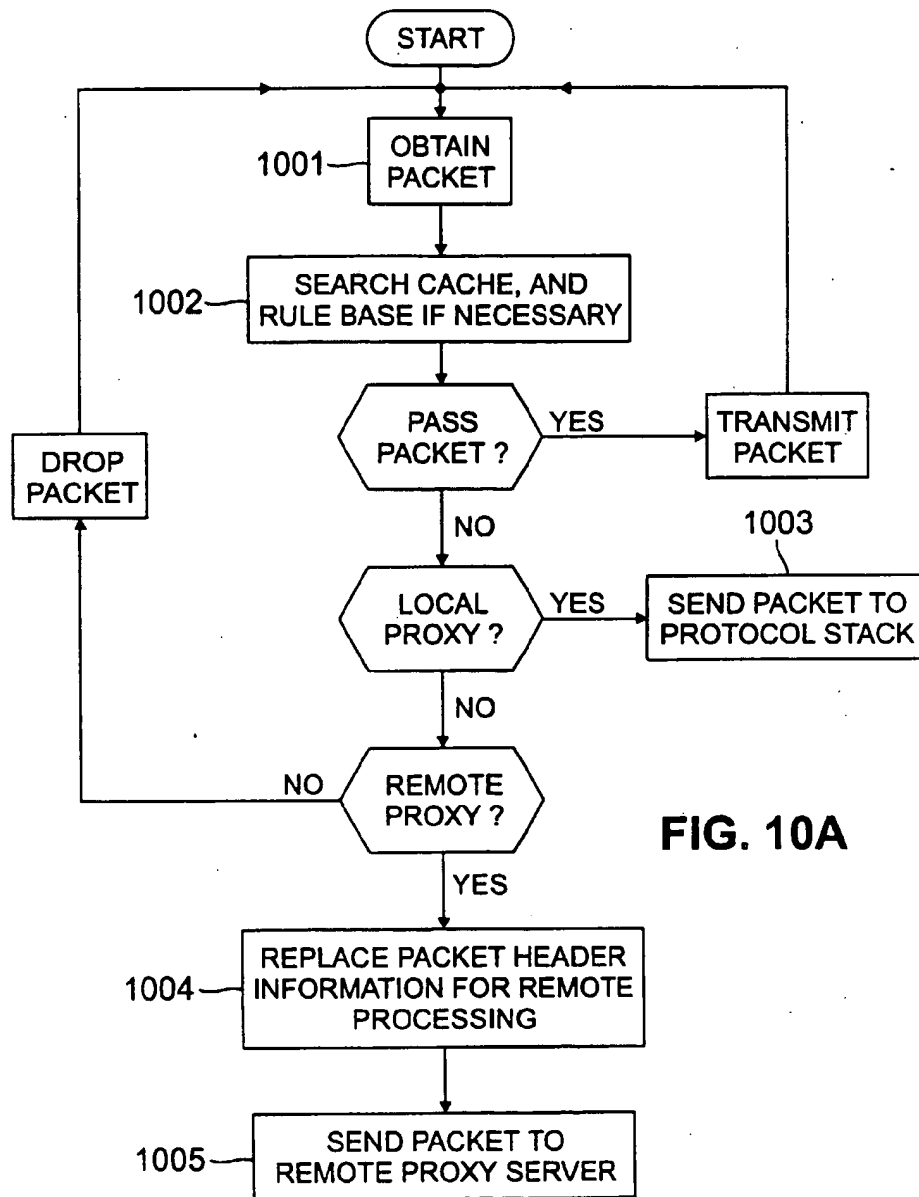 START
1001
OBTAIN
PACKET
1002
SEARCH CACHE, AND
RULE BASE IF NECESSARY
PASS
PACKET ?
YES
TRANSMIT
PACKET
DROP
PACKET
NO
1003
LOCAL
PROXY ?
YES
SEND PACKET TO
PROTOCOL STACK
NO
NO
REMOTE
PROXY ?
FIG. 10A
YES
1004
REPLACE PACKET HEADER
INFORMATION FOR REMOTE
PROCESSING
1005
SEND PACKET TO
REMOTE PROXY SERVER